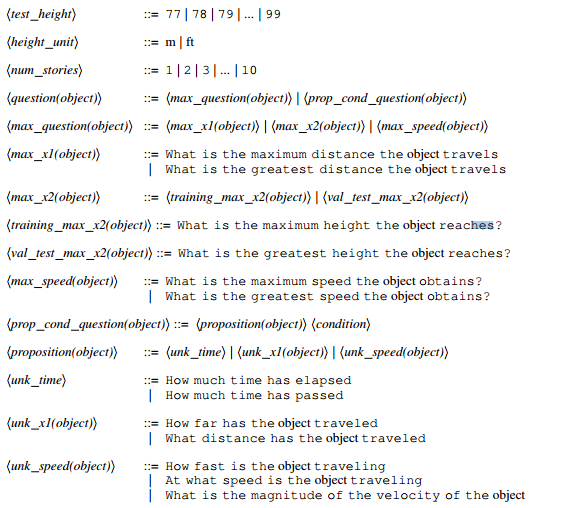 ⟨test_height⟩ ::= 77 | 78 | 79 | ... | 99
⟨height_unit⟩ ::= m | ft
⟨num_stories⟩ ::= 1 | 2 | 3 | ... | 10
⟨question(object)⟩ ::= ⟨max_question(object)⟩ | ⟨prop_cond_question(object)⟩
⟨max_question(object)⟩ ::= ⟨max_x1(object)⟩ | ⟨max_x2(object)⟩ | ⟨max_speed(object)⟩
⟨max_x1(object)⟩ ::= What is the maximum distance the object travels
| What is the greatest distance the object travels
⟨max_x2(object)⟩ ::= ⟨training_max_x2(object)⟩ | ⟨val_test_max_x2(object)⟩
⟨training_max_x2(object)⟩ ::= What is the maximum height the object reaches?
⟨val_test_max_x2(object)⟩ ::= What is the greatest height the object reaches?
⟨max_speed(object)⟩ ::= What is the maximum speed the object obtains?
| What is the greatest speed the object obtains?
⟨prop_cond_question(object)⟩ ::= ⟨proposition(object)⟩ ⟨condition⟩
⟨proposition(object)⟩ ::= ⟨unk_time⟩ | ⟨unk_x1(object)⟩ | ⟨unk_speed(object)⟩
⟨unk_time⟩ ::= How much time has elapsed
| How much time has passed
⟨unk_x1(object)⟩ ::= How far has the object traveled
| What distance has the object traveled
⟨unk_speed(object)⟩ ::= How fast is the object traveling
| At what speed is the object traveling
| What is the magnitude of the velocity of the object